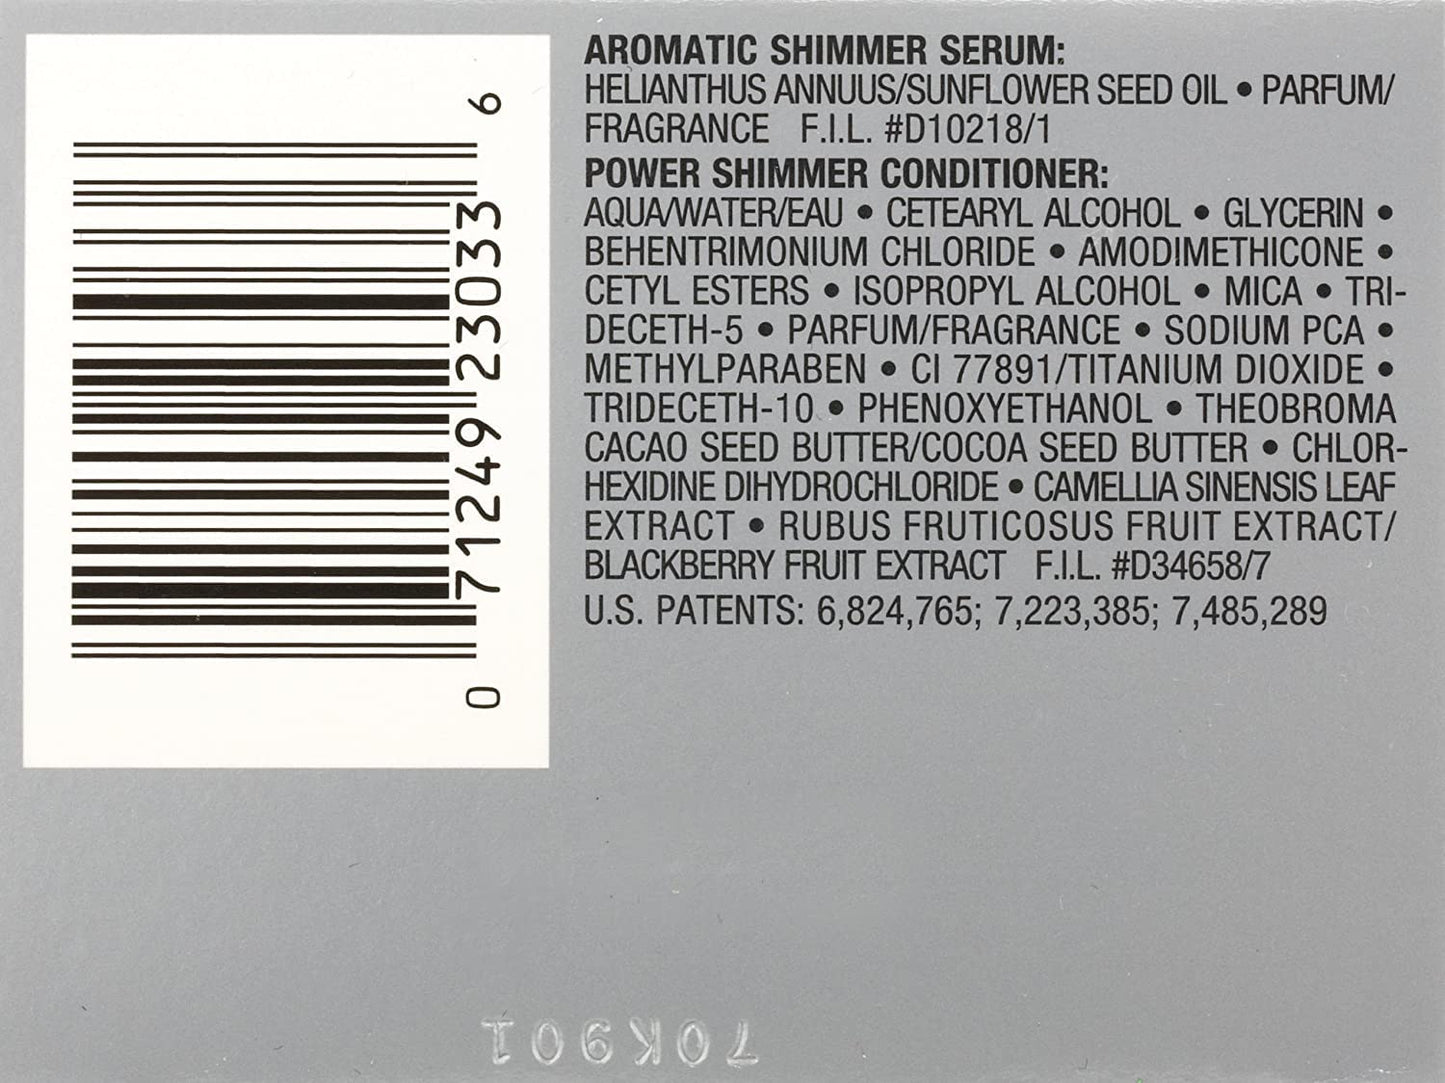 AROMATIC SHIMMER SERUM:
HELIANTHUS ANNUUS/SUNFLOWER SEED OIL • PARFUM/
FRAGRANCE F.I.L. #D10218/1
POWER SHIMMER CONDITIONER:
AQUA/WATER/EAU • CETEARYL ALCOHOL • GLYCERIN •
BEHENTRIMONIUM CHLORIDE • AMODIMETHICONE •
CETYL ESTERS • ISOPROPYL ALCOHOL • MICA • TRI-
DECETH-5 • PARFUM/FRAGRANCE • SODIUM PCA •
METHYLPARABEN • CI 77891/TITANIUM DIOXIDE •
TRIDECETH-10 • PHENOXYETHANOL • THEOBROMA
CACAO SEED BUTTER/COCOA SEED BUTTER • CHLOR-
HEXIDINE DIHYDROCHLORIDE • CAMELLIA SINENSIS LEAF
EXTRACT • RUBUS FRUTICOSUS FRUIT EXTRACT/
BLACKBERRY FRUIT EXTRACT F.I.L. #D34658/7
U.S. PATENTS: 6,824,765; 7,223,385; 7,485,289
0 71249 23033 6
70K901